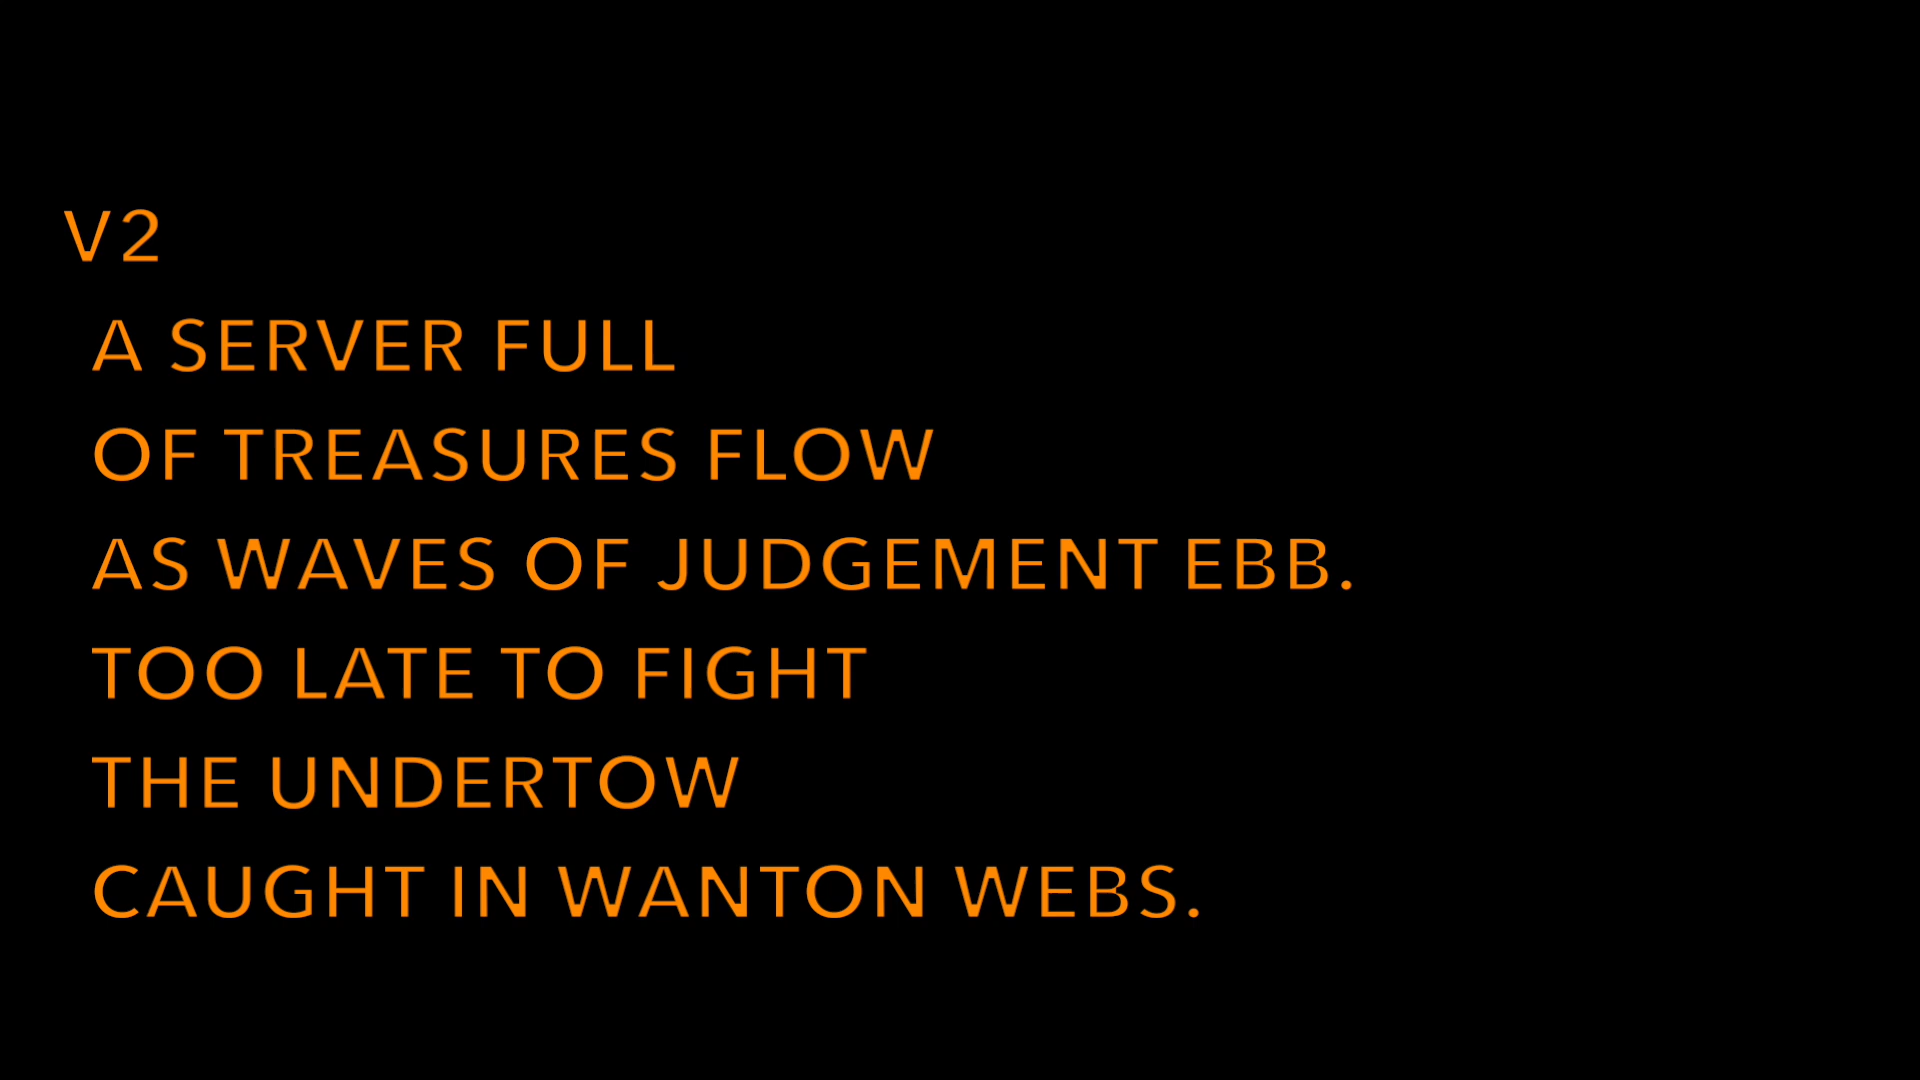 V2
A SERVER FULL
OF TREASURES FLOW
AS WAVES OF JUDGEMENT EBB.
TOO LATE TO FIGHT
THE UNDERTOW
CAUGHT IN WANTON WEBS.